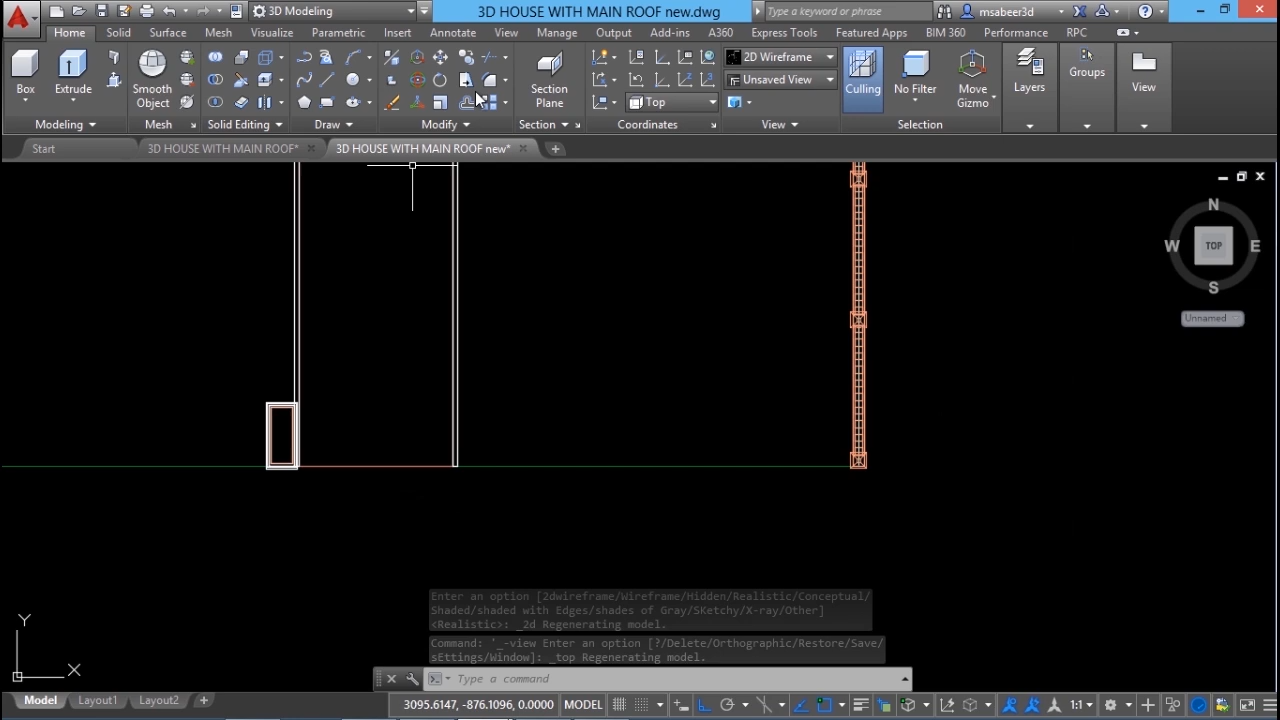 3D Modeling
3D HOUSE WITH MAIN ROOF new.dwg
Type a keyword or phrase
msabeer3d
Home
Solid
Surface
Mesh
Visualize
Parametric
Insert
Annotate
View
Manage
Output
Add-ins
A360
Express Tools
Featured Apps
BIM 360
Performance
RPC
Box
Extrude
Smooth
Object
Section
Plane
Top
2D Wireframe
Unsaved View
Culling
No Filter
Move
Gizmo
Layers
Groups
View
Modeling
Mesh
Solid Editing
Draw
Modify
Section
Coordinates
View
Selection
Start
3D HOUSE WITH MAIN ROOF*
3D HOUSE WITH MAIN ROOF new*
N
W
TOP
E
S
Unnamed
Enter an option [2dwireframe/Wireframe/Hidden/Realistic/Conceptual/
Shaded/shaded with Edges/shades of Gray/SKetchy/X-ray/Other]
<Realistic>: _2d Regenerating model.
Command: '_-view Enter an option [?/Delete/Orthographic/Restore/Save/
sEttings/Window]: _top Regenerating model.
Y
X
Type a command
Model
Layout1
Layout2
3095.6147, -876.1096, 0.0000
MODEL
1:1